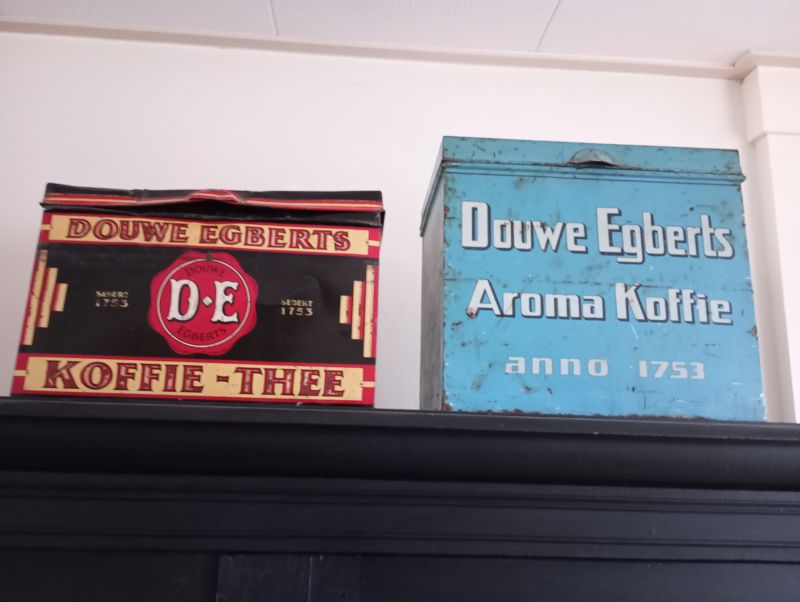 DOUWE EGBERTS
DOUWE
D·E
EGBERTS
SEDERT
1753
SEDERT
1753
KOFFIE-THEE
Douwe Egberts
Aroma Koffie
anno 1753